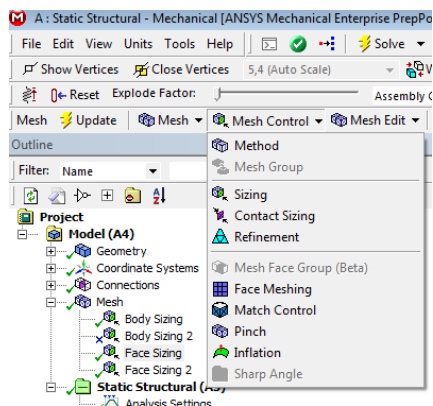 A : Static Structural - Mechanical [ANSYS Mechanical Enterprise PrepPo
File Edit View Units Tools Help Solve
Show Vertices Close Vertices 5,4 (Auto Scale)
Reset Explode Factor: Assembly C
Mesh Update Mesh Mesh Control Mesh Edit
Outline
Filter: Name
Project
Model (A4)
Geometry
Coordinate Systems
Connections
Mesh
Body Sizing
Body Sizing 2
Face Sizing
Face Sizing 2
Static Structural (A5)
Analysis Settings
Method
Mesh Group
Sizing
Contact Sizing
Refinement
Mesh Face Group (Beta)
Face Meshing
Match Control
Pinch
Inflation
Sharp Angle